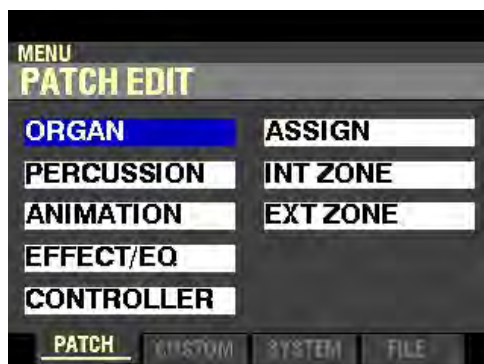 MENU
PATCH EDIT
ORGAN
PERCUSSION
ANIMATION
EFFECT/EQ
CONTROLLER
ASSIGN
INT ZONE
EXT ZONE
PATCH CUSTOM SYSTEM FILE